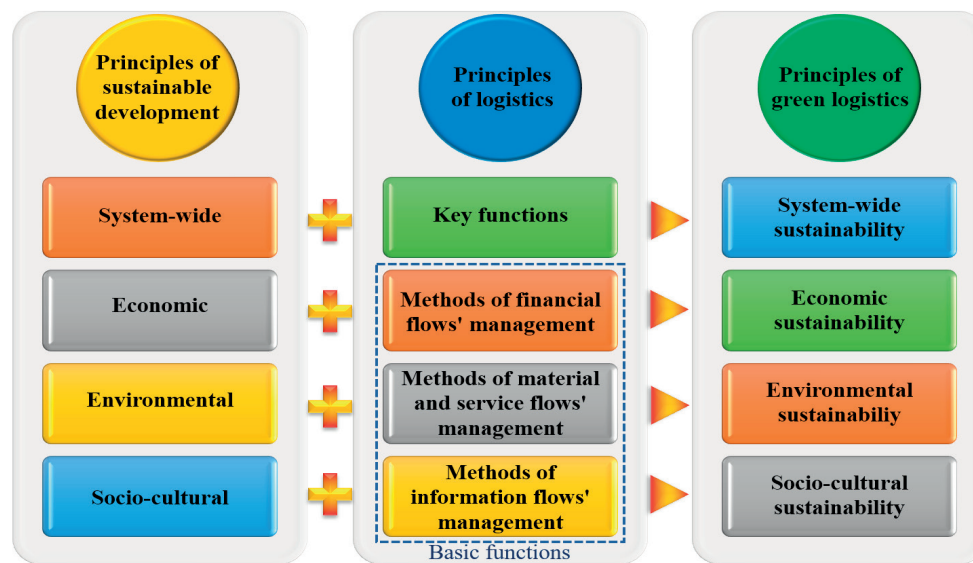 Principles of
sustainable
development
Principles
of logistics
Principles of
green logistics
System-wide
Key functions
System-wide
sustainability
Economic
Methods of financial
flows' management
Economic
sustainability
Environmental
Methods of material
and service flows'
management
Environmental
sustainabiliy
Socio-cultural
Methods of
information flows'
management
Socio-cultural
sustainability
Basic functions